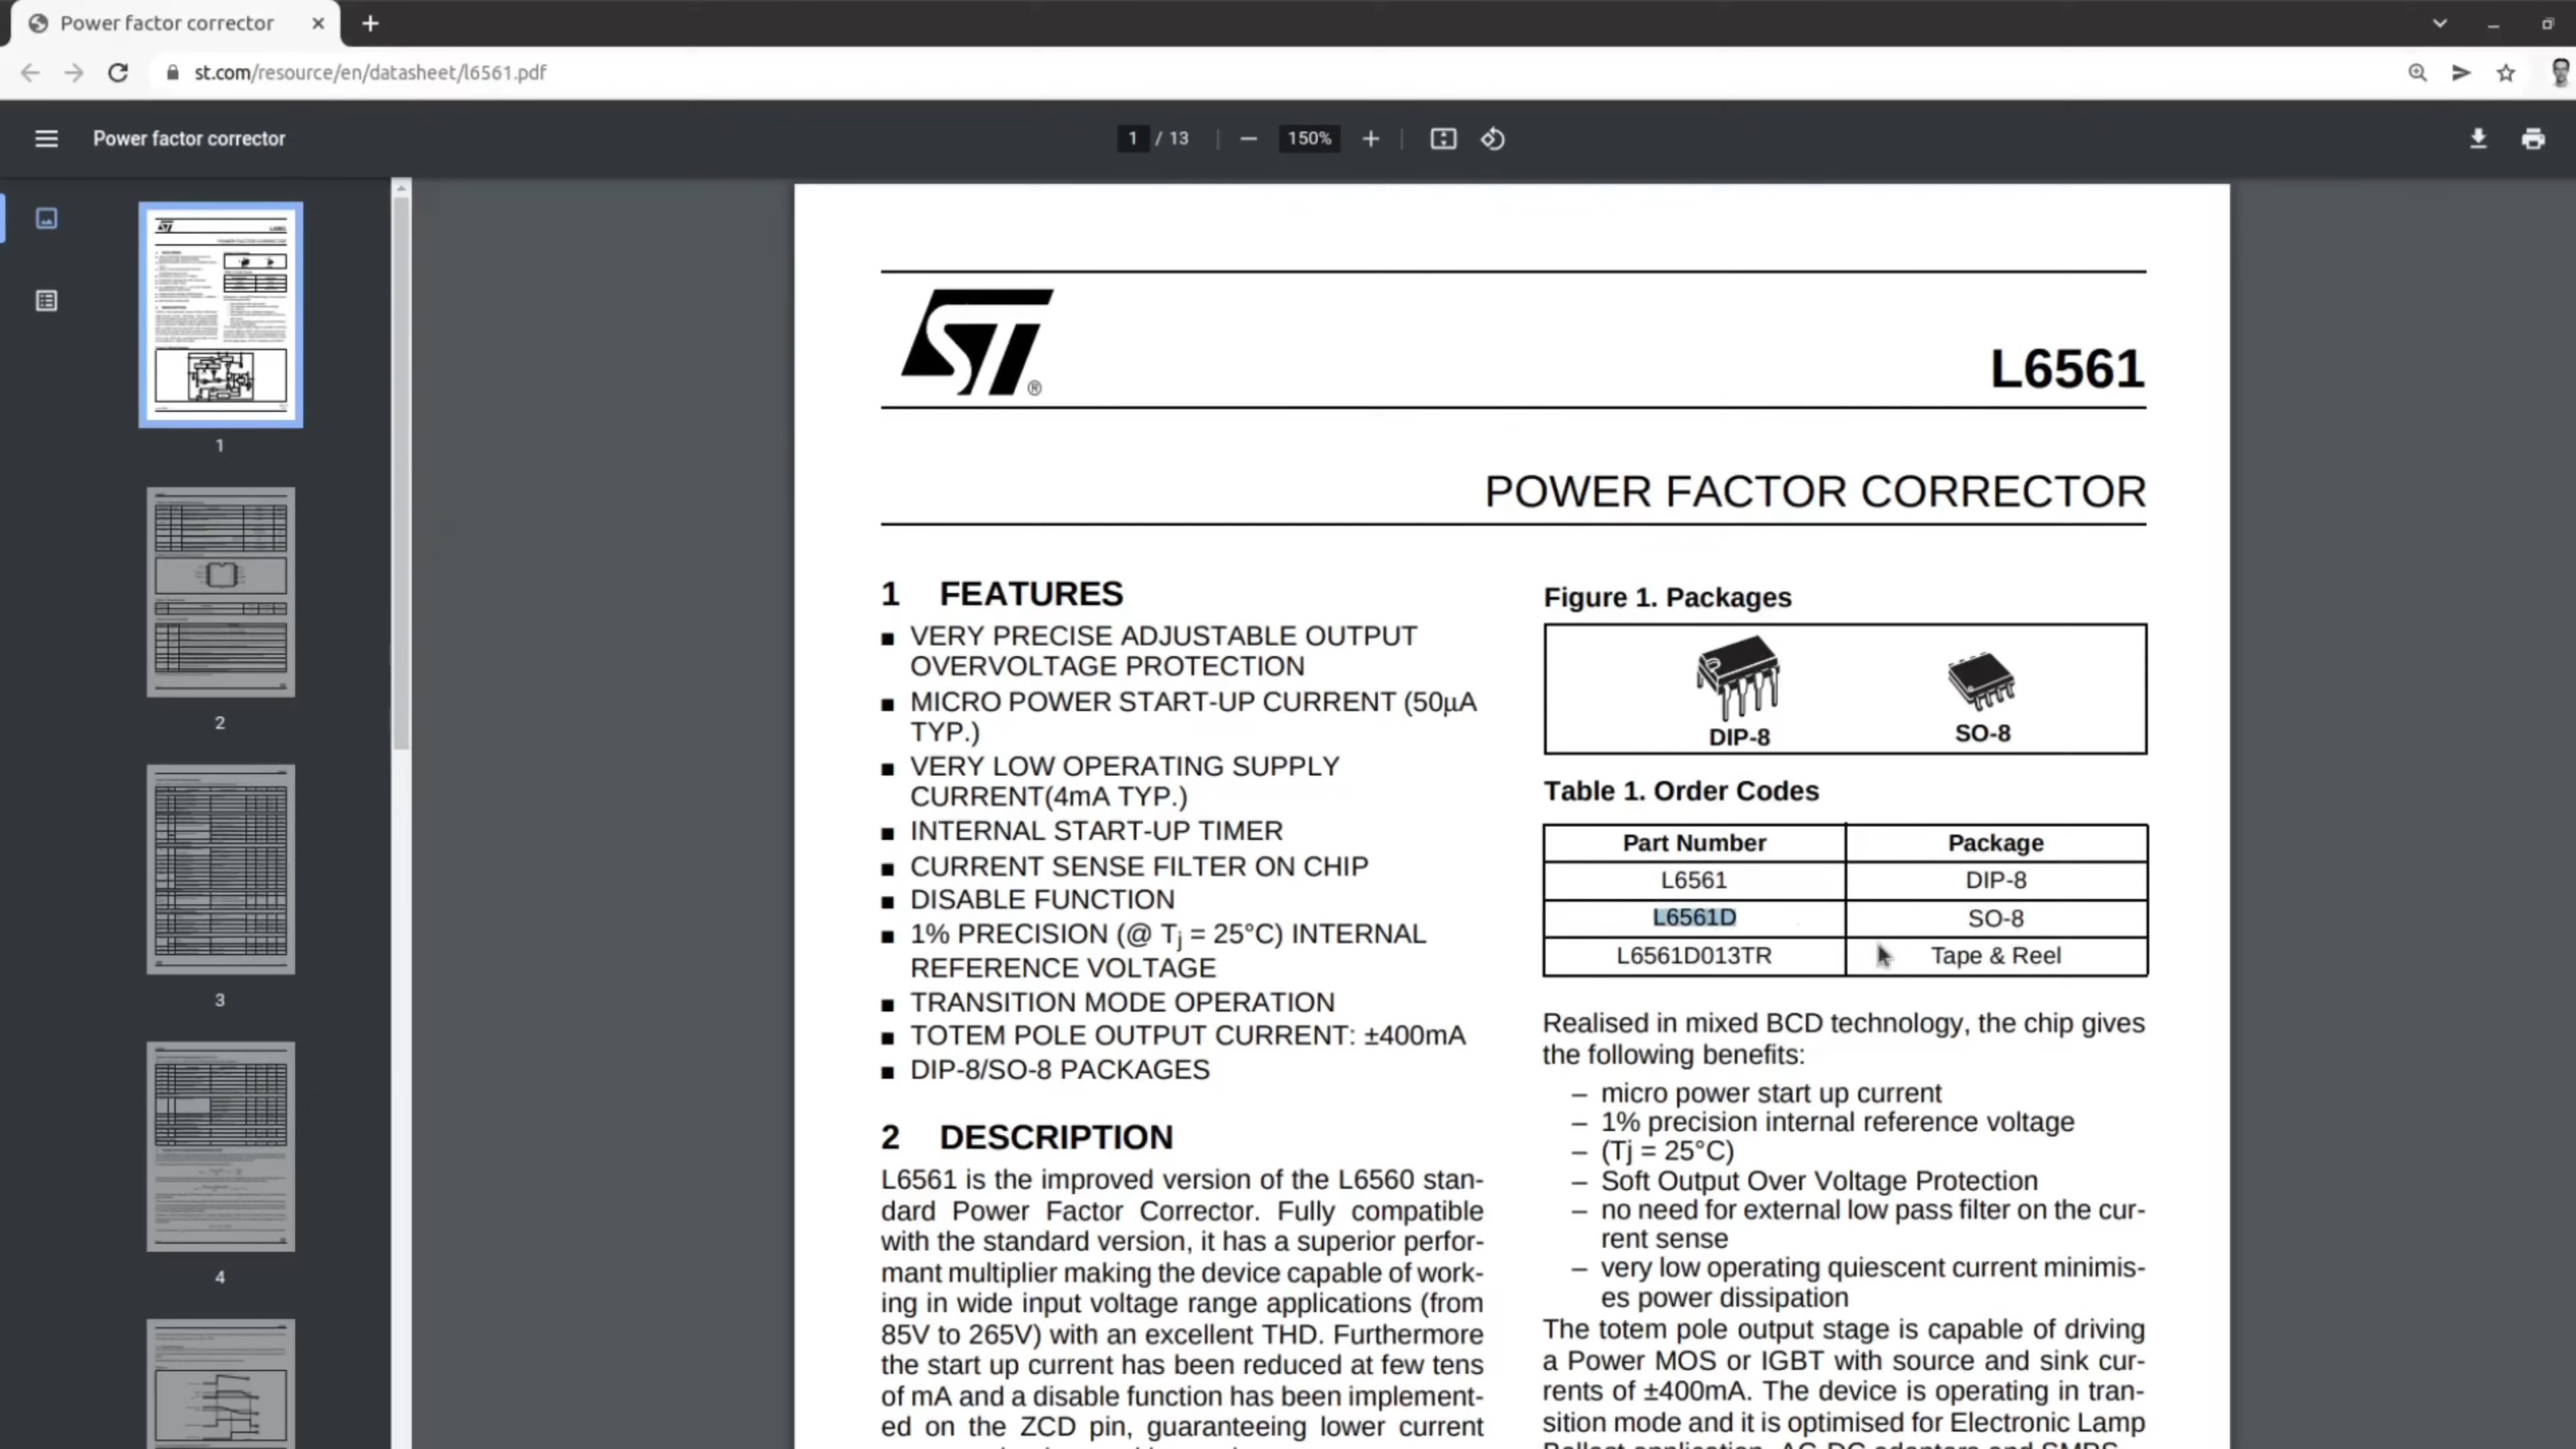 Power factor corrector
st.com/resource/en/datasheet/l6561.pdf
Power factor corrector
1 / 13
150%
1
2
3
4
ST®
L6561
POWER FACTOR CORRECTOR
1 FEATURES
■ VERY PRECISE ADJUSTABLE OUTPUT
OVERVOLTAGE PROTECTION
■ MICRO POWER START-UP CURRENT (50µA
TYP.)
■ VERY LOW OPERATING SUPPLY
CURRENT(4mA TYP.)
■ INTERNAL START-UP TIMER
■ CURRENT SENSE FILTER ON CHIP
■ DISABLE FUNCTION
■ 1% PRECISION (@ Tj = 25°C) INTERNAL
REFERENCE VOLTAGE
■ TRANSITION MODE OPERATION
■ TOTEM POLE OUTPUT CURRENT: ±400mA
■ DIP-8/SO-8 PACKAGES
2 DESCRIPTION
L6561 is the improved version of the L6560 stan-
dard Power Factor Corrector. Fully compatible
with the standard version, it has a superior perfor-
mant multiplier making the device capable of work-
ing in wide input voltage range applications (from
85V to 265V) with an excellent THD. Furthermore
the start up current has been reduced at few tens
of mA and a disable function has been implement-
ed on the ZCD pin, guaranteeing lower current
Figure 1. Packages
DIP-8 SO-8
Table 1. Order Codes
Part Number Package
L6561 DIP-8
L6561D SO-8
L6561D013TR Tape & Reel
Realised in mixed BCD technology, the chip gives
the following benefits:
– micro power start up current
– 1% precision internal reference voltage
– (Tj = 25°C)
– Soft Output Over Voltage Protection
– no need for external low pass filter on the cur-
rent sense
– very low operating quiescent current minimis-
es power dissipation
The totem pole output stage is capable of driving
a Power MOS or IGBT with source and sink cur-
rents of ±400mA. The device is operating in tran-
sition mode and it is optimised for Electronic Lamp